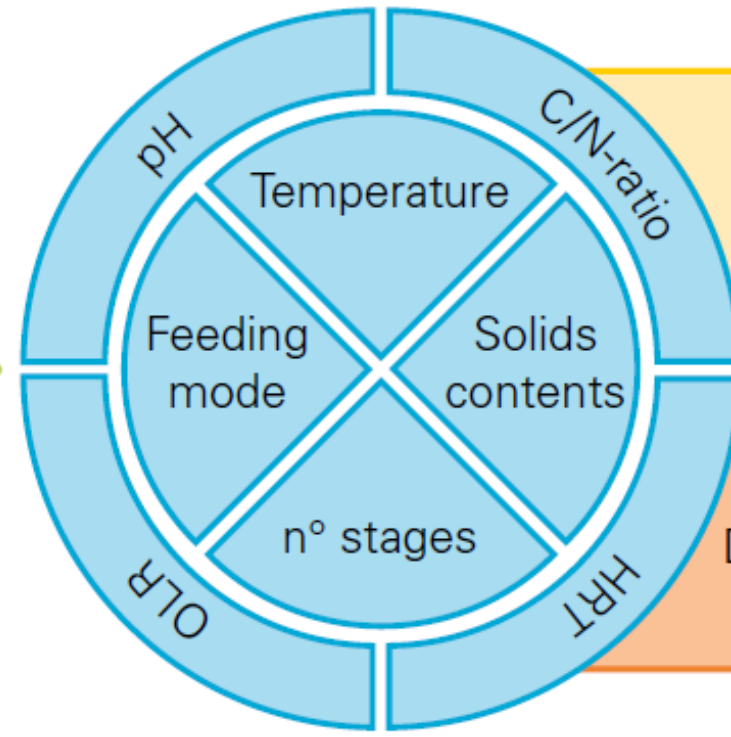 pH
C/N-ratio
Temperature
Feeding
mode
Solids
contents
n° stages
OLR
HRT